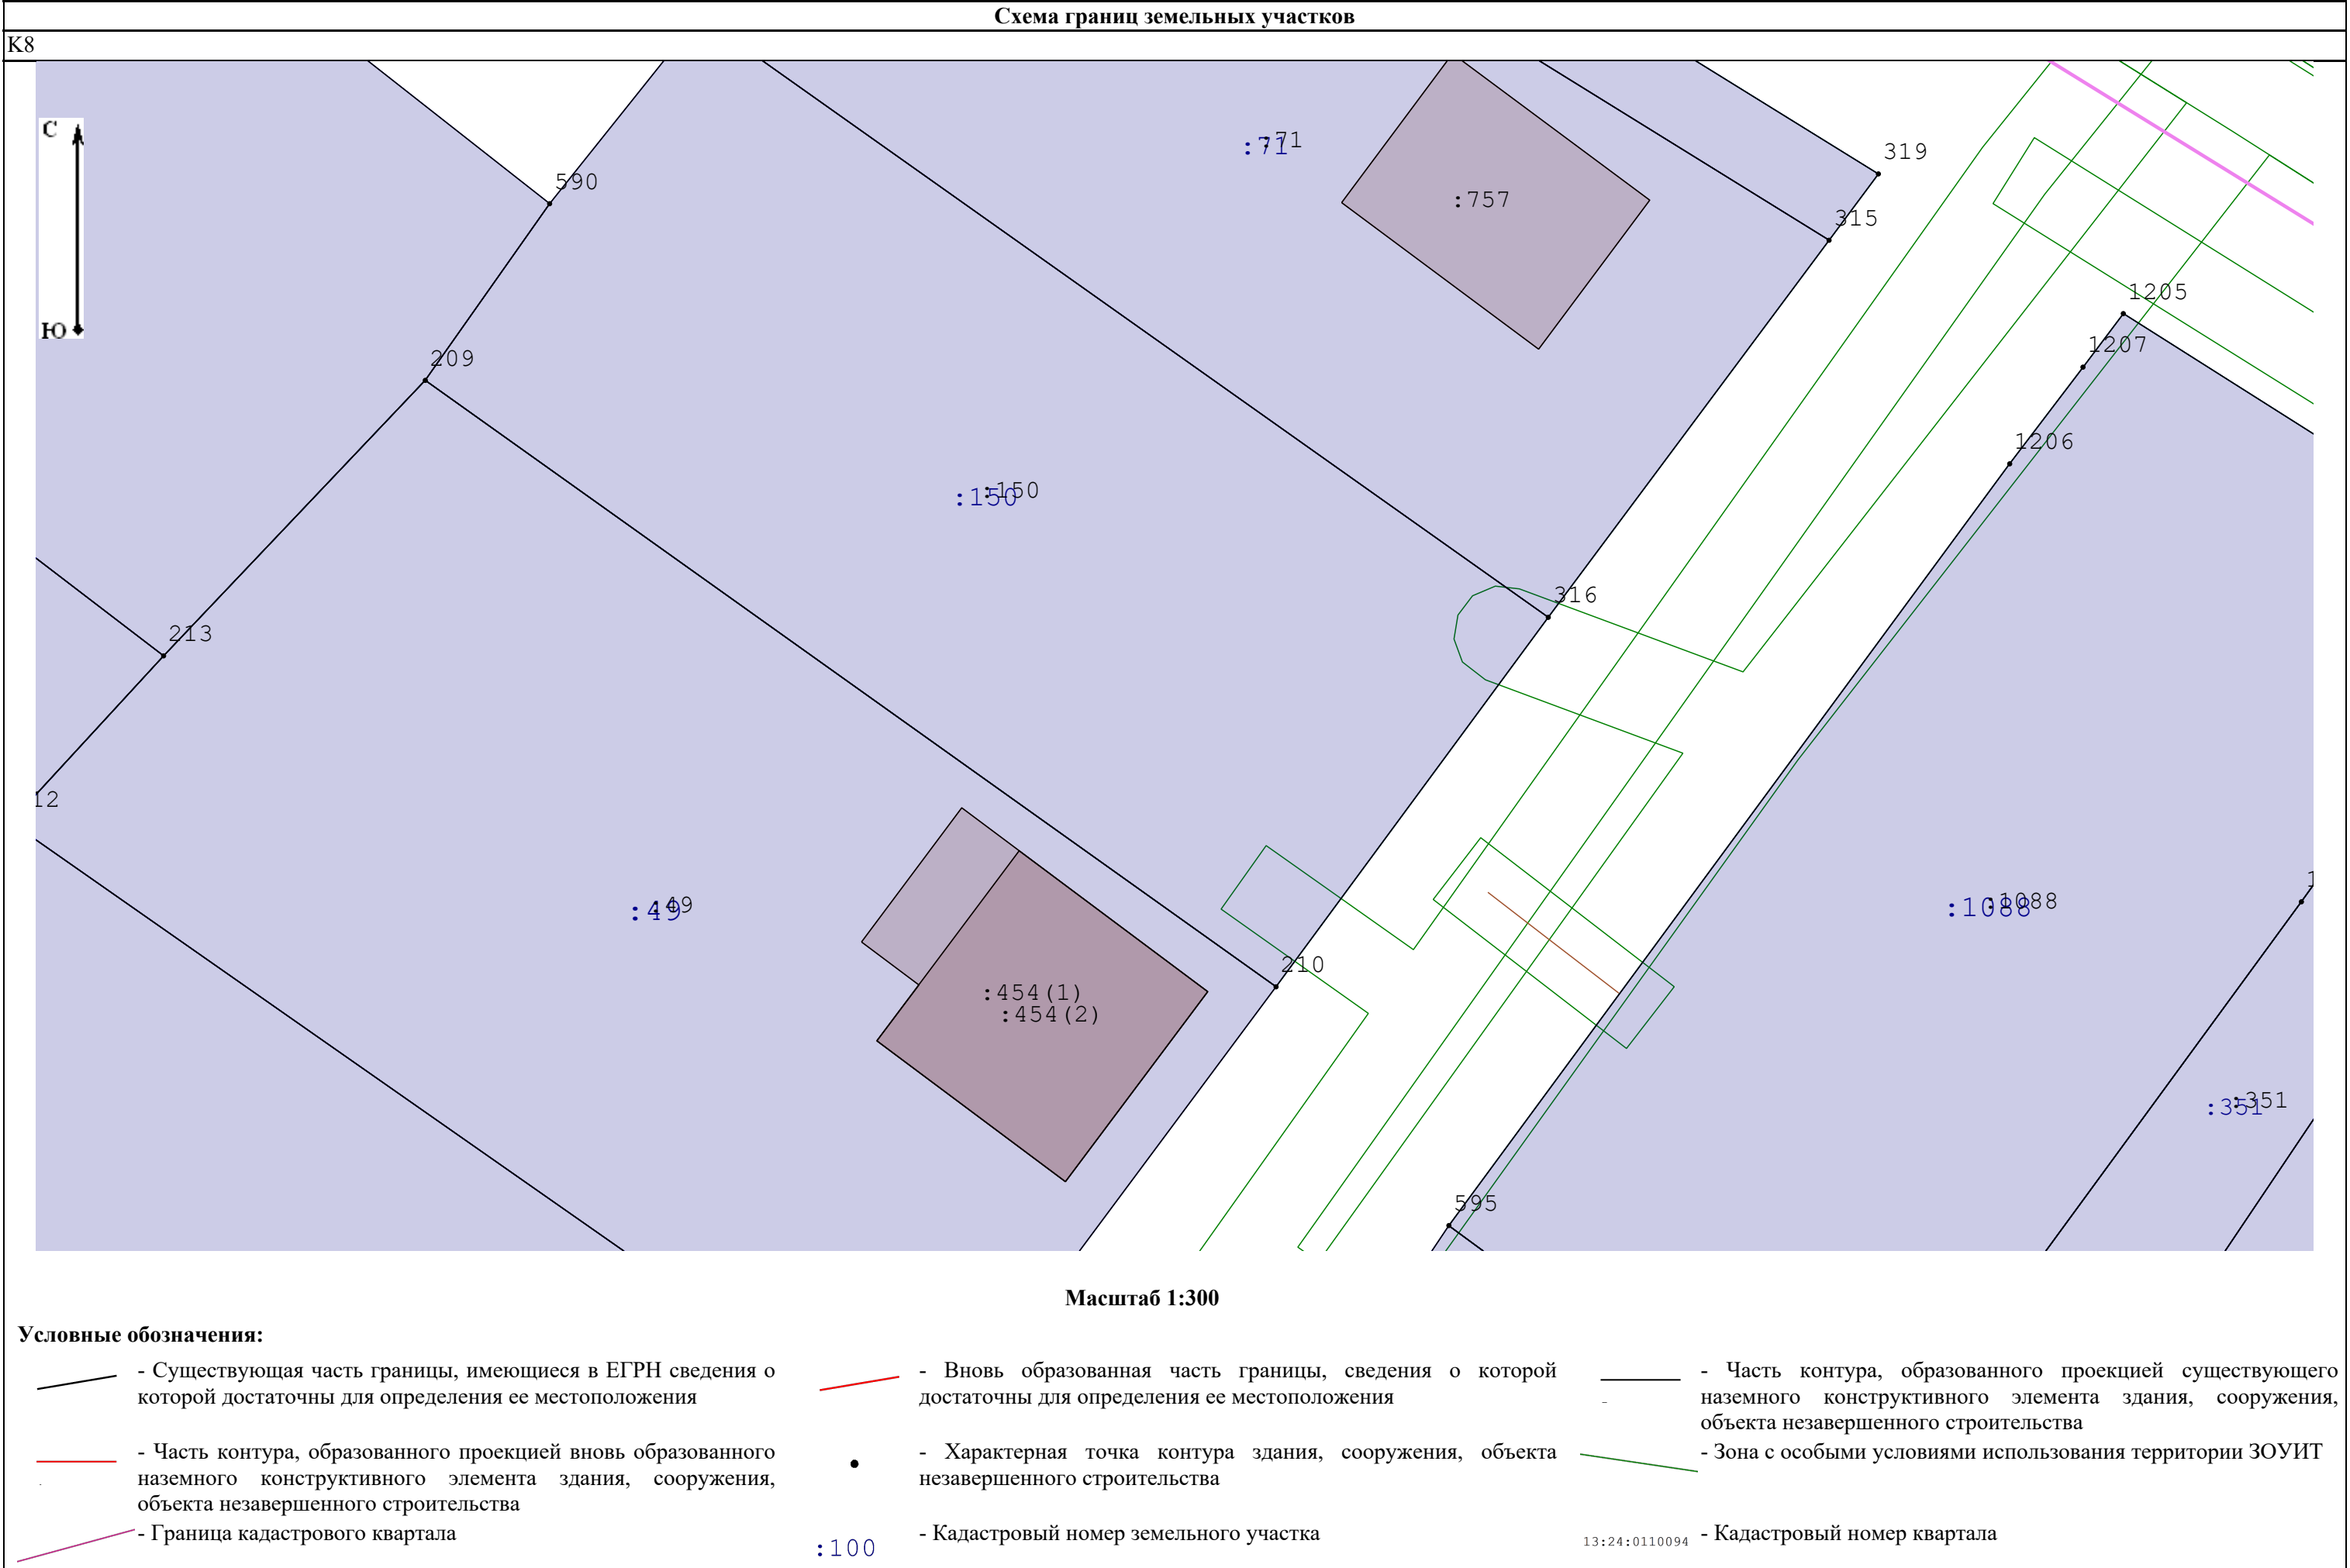 Схема границ земельных участков
К8
С
Ю
:71
:71
590
319
:757
315
1205
209
1207
1206
:150
:150
316
213
12
:49
:49
:1088
:1088
210
:454(1)
:454(2)
:351
:351
595
Масштаб 1:300
Условные обозначения:
- Существующая часть границы, имеющиеся в ЕГРН сведения о
которой достаточны для определения ее местоположения
- Вновь образованная часть границы, сведения о которой
достаточны для определения ее местоположения
- Часть контура, образованного проекцией существующего
наземного конструктивного элемента здания, сооружения,
объекта незавершенного строительства
- Часть контура, образованного проекцией вновь образованного
наземного конструктивного элемента здания, сооружения,
объекта незавершенного строительства
- Характерная точка контура здания, сооружения, объекта
незавершенного строительства
- Зона с особыми условиями использования территории ЗОУИТ
- Граница кадастрового квартала
:100
- Кадастровый номер земельного участка
13:24:0110094
- Кадастровый номер квартала